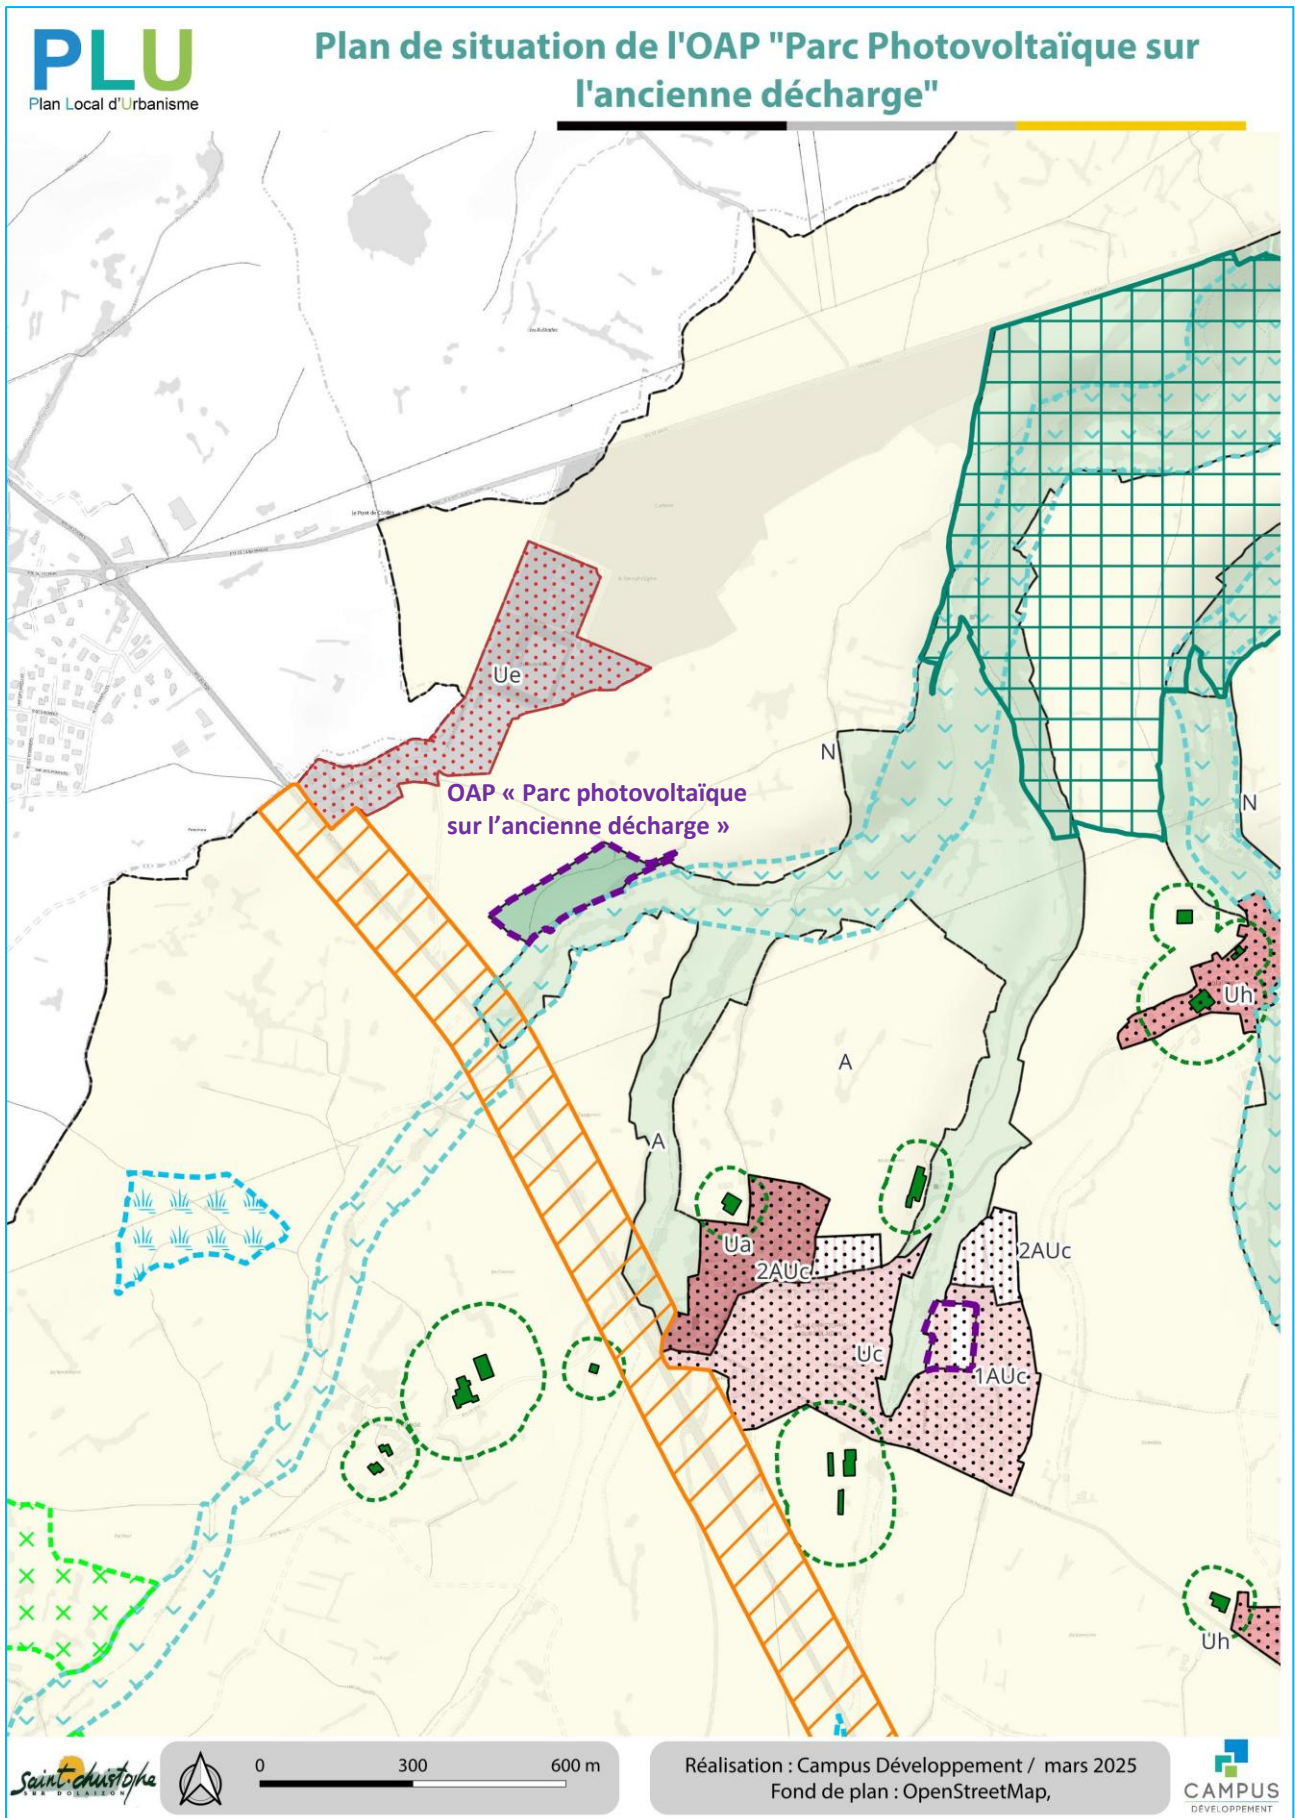 PLU
Plan Local d'Urbanisme
Plan de situation de l'OAP "Parc Photovoltaïque sur
l'ancienne décharge"
Ue
OAP « Parc photovoltaïque
sur l'ancienne décharge »
N
N
Uh
A
A
Ua
2AUc
2AUc
Uc
1AUc
Uh
Saint-Christophe
SUR DOLAIZON
0 300 600 m
Réalisation : Campus Développement / mars 2025
Fond de plan : OpenStreetMap,
CAMPUS
DÉVELOPPEMENT